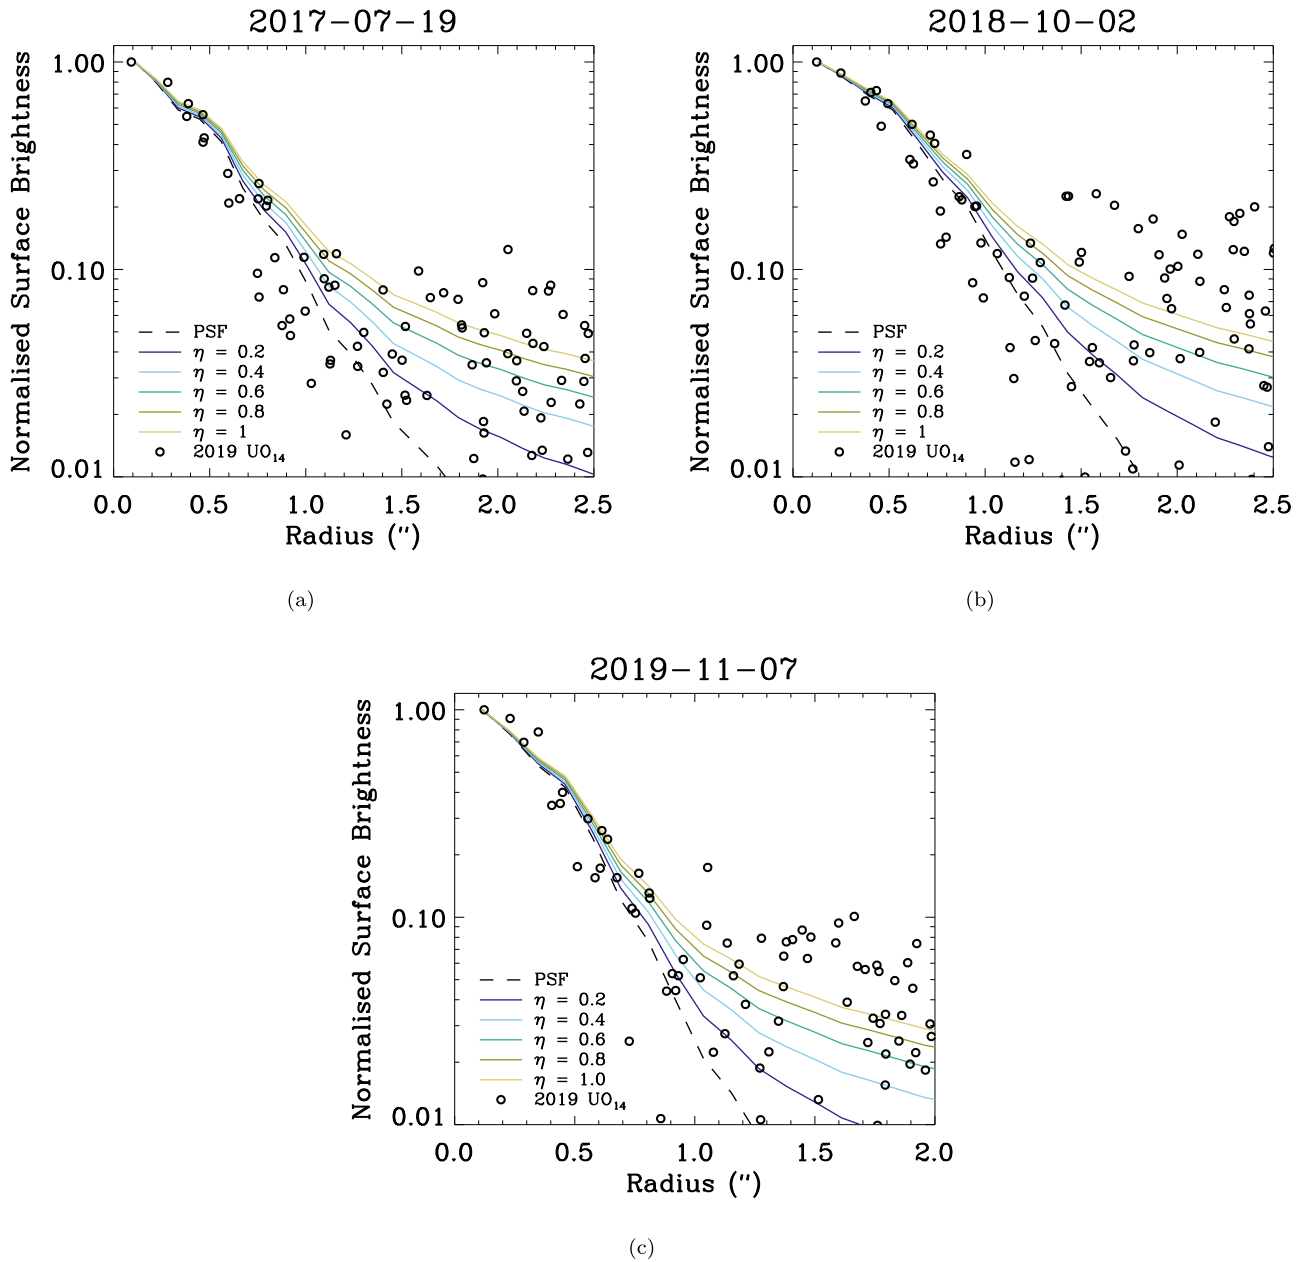 2017-07-19
Normalised Surface Brightness
1.00
0.10
0.01
PSF
η = 0.2
η = 0.4
η = 0.6
η = 0.8
η = 1
2019 UO14
0.0 0.5 1.0 1.5 2.0 2.5
Radius (")
(a)
2018-10-02
Normalised Surface Brightness
1.00
0.10
0.01
PSF
η = 0.2
η = 0.4
η = 0.6
η = 0.8
η = 1
2019 UO14
0.0 0.5 1.0 1.5 2.0 2.5
Radius (")
(b)
2019-11-07
Normalised Surface Brightness
1.00
0.10
0.01
PSF
η = 0.2
η = 0.4
η = 0.6
η = 0.8
η = 1.0
2019 UO14
0.0 0.5 1.0 1.5 2.0
Radius (")
(c)